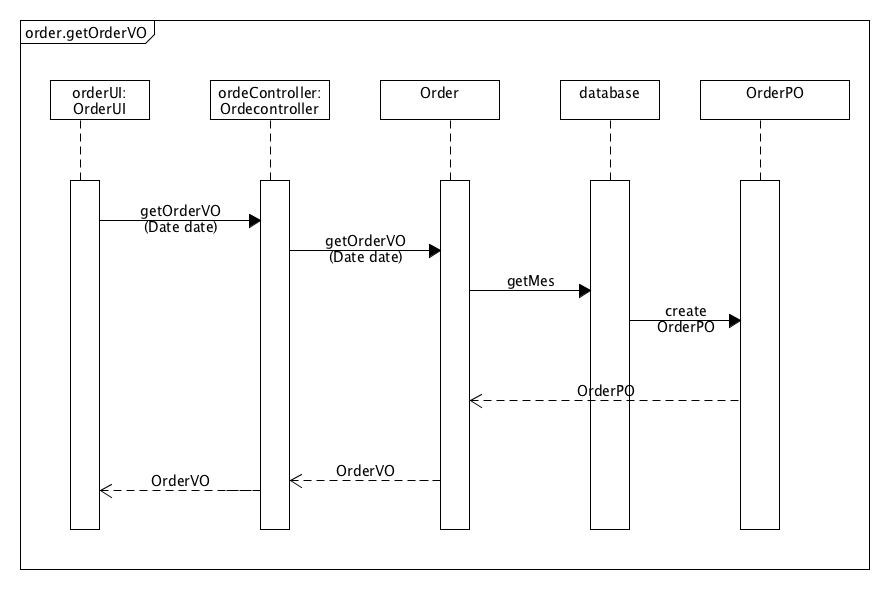 order.getOrderVO
orderUI:
OrderUI
ordeController:
Ordecontroller
Order
database
OrderPO
getOrderVO
(Date date)
getOrderVO
(Date date)
getMes
create
OrderPO
OrderPO
OrderVO
OrderVO